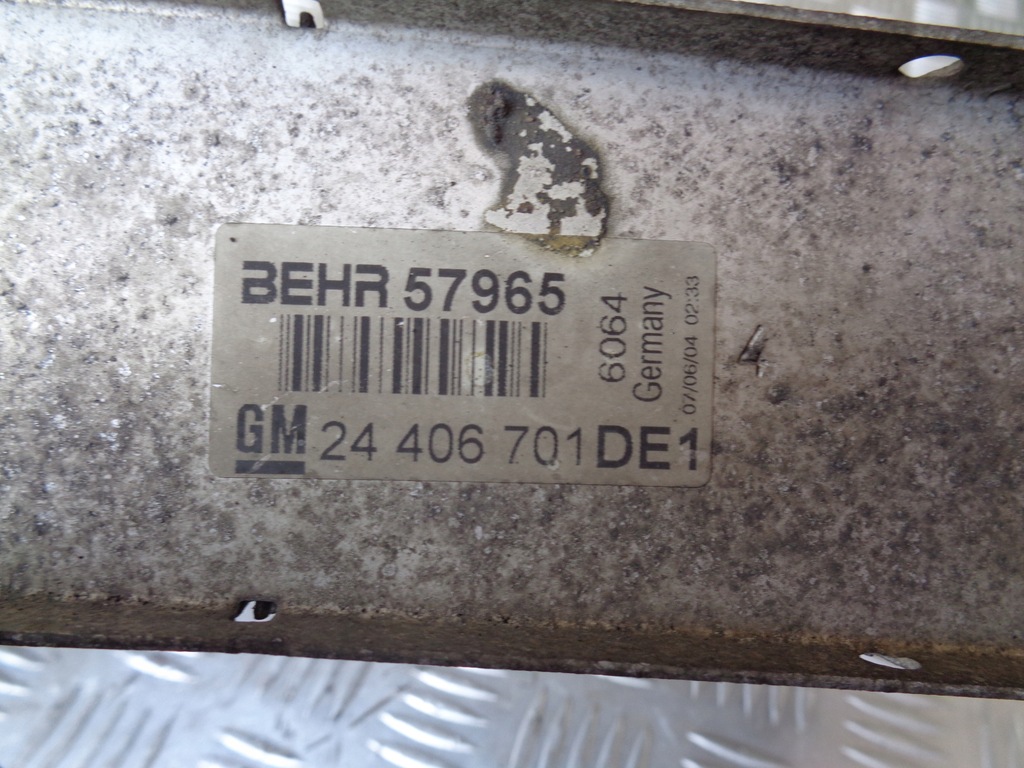 BEHR 57965
GM 24 406 701 DE1
6064
Germany
07/06/04 02:33